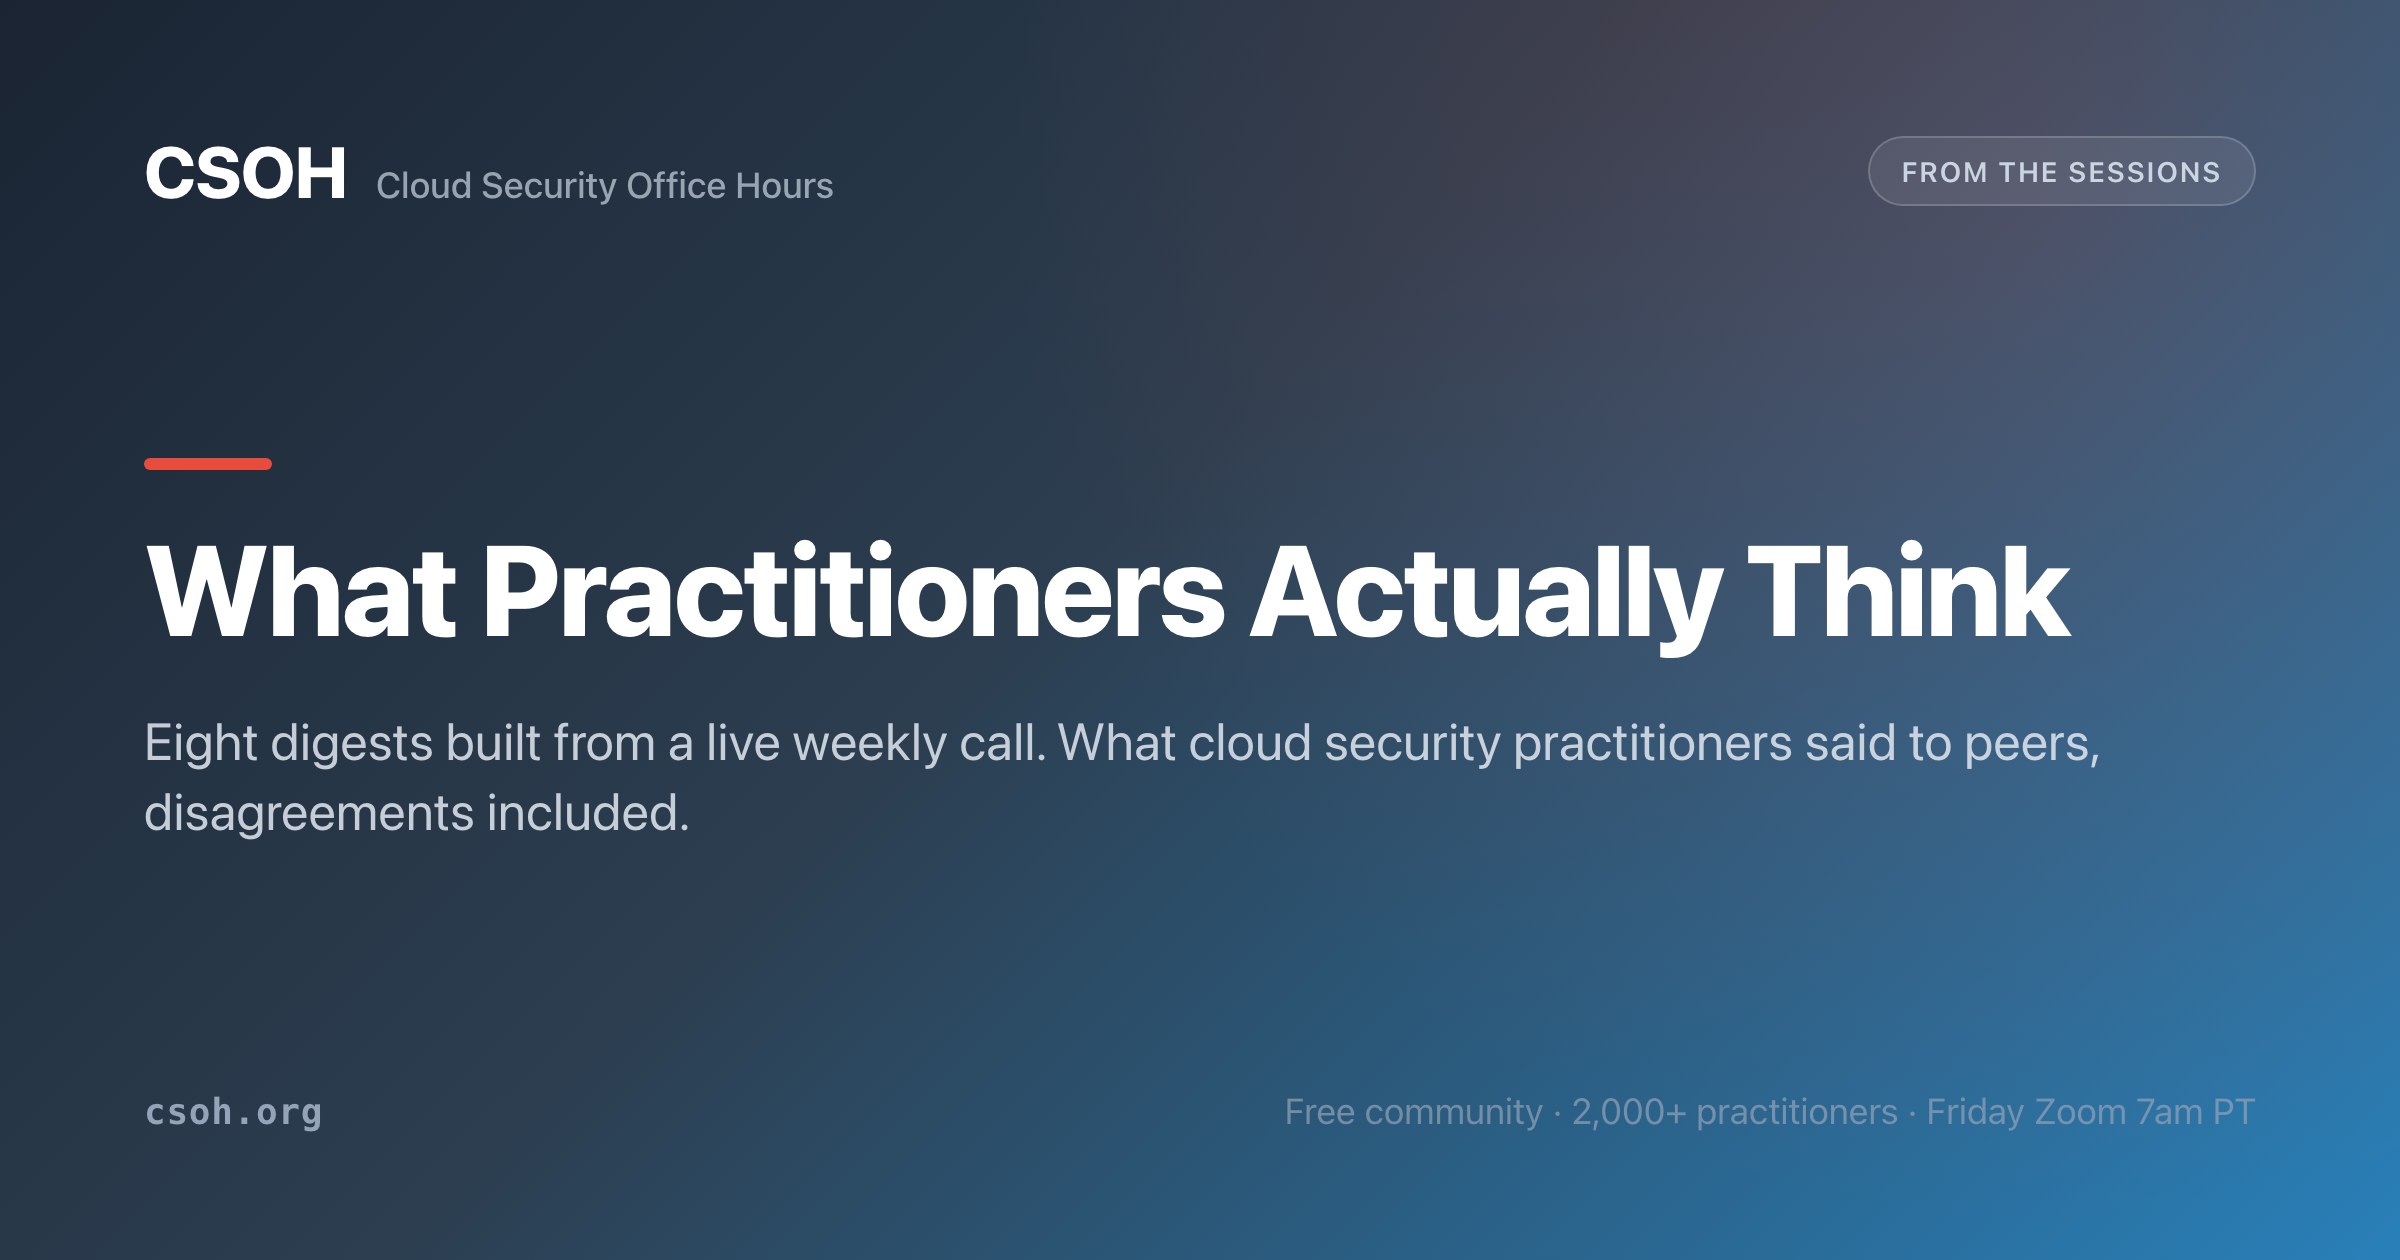 CSOH Cloud Security Office Hours
FROM THE SESSIONS
What Practitioners Actually Think
Eight digests built from a live weekly call. What cloud security practitioners said to peers,
disagreements included.
csoh.org
Free community · 2,000+ practitioners · Friday Zoom 7am PT